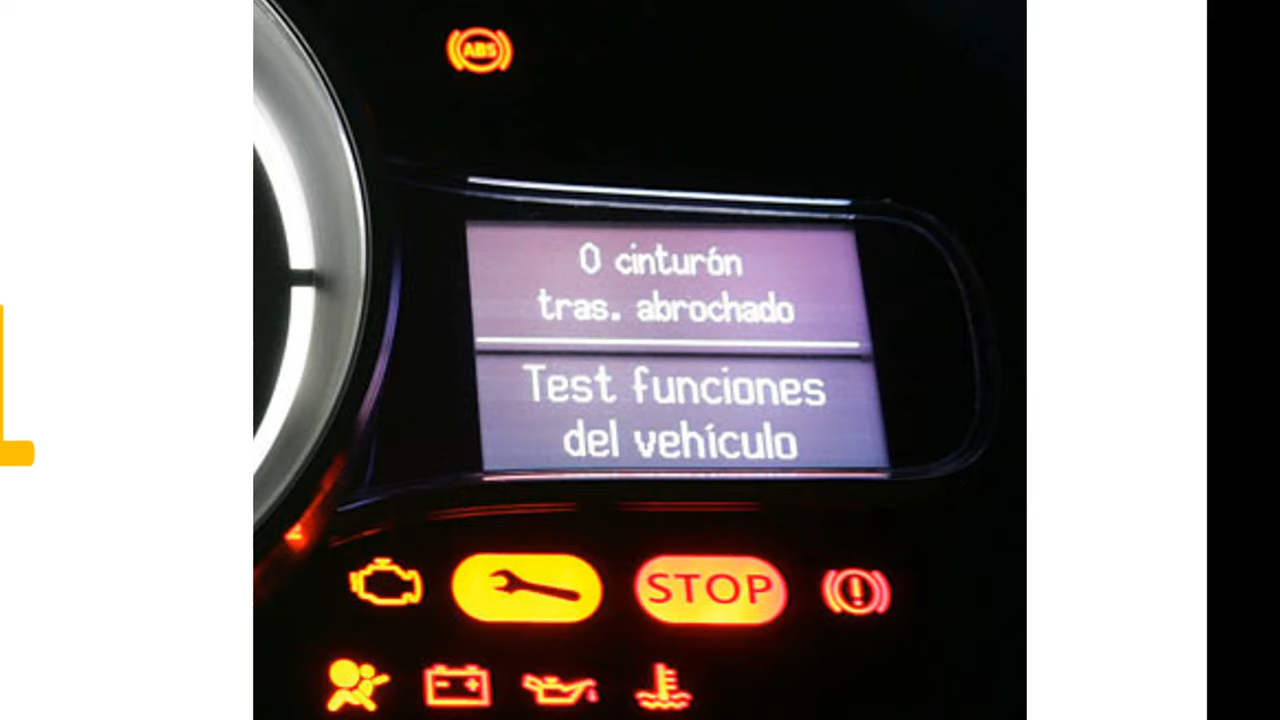 ABS
0 cinturón
tras. abrochado
Test funciones
del vehículo
STOP